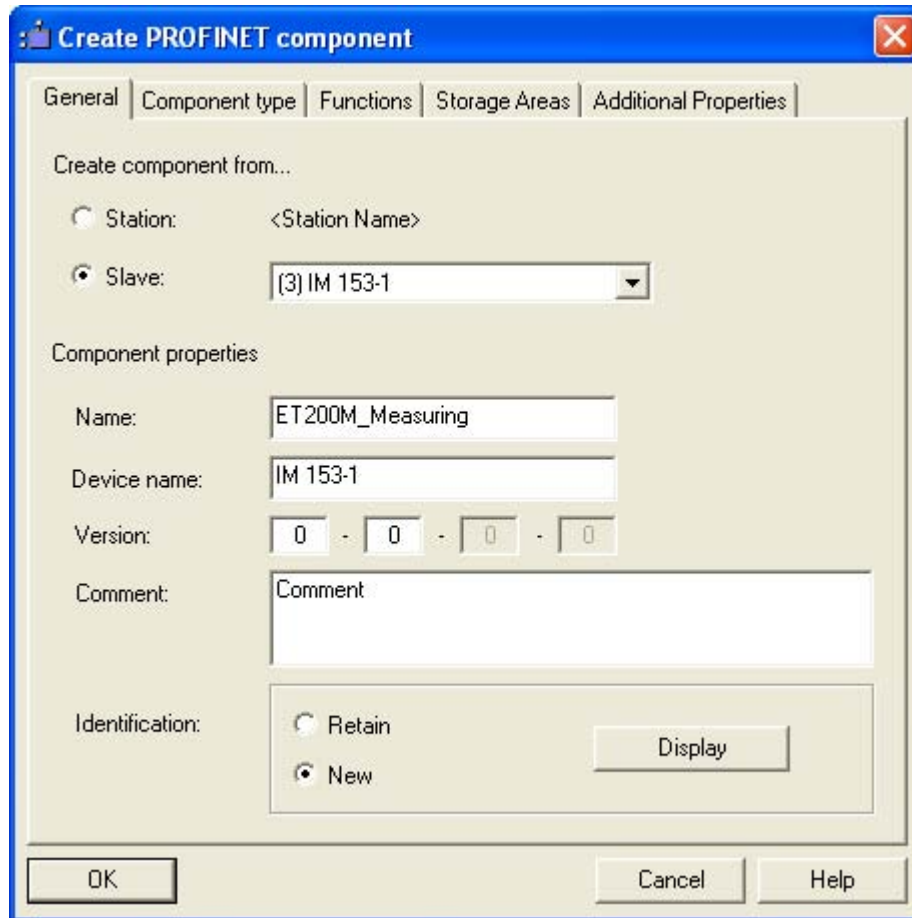 Create PROFINET component
General Component type Functions Storage Areas Additional Properties
Create component from...
Station: <Station Name>
Slave: (3) IM 153-1
Component properties
Name: ET200M_Measuring
Device name: IM 153-1
Version: 0 - 0 - 0 - 0
Comment: Comment
Identification: Retain
Display
New
OK Cancel Help